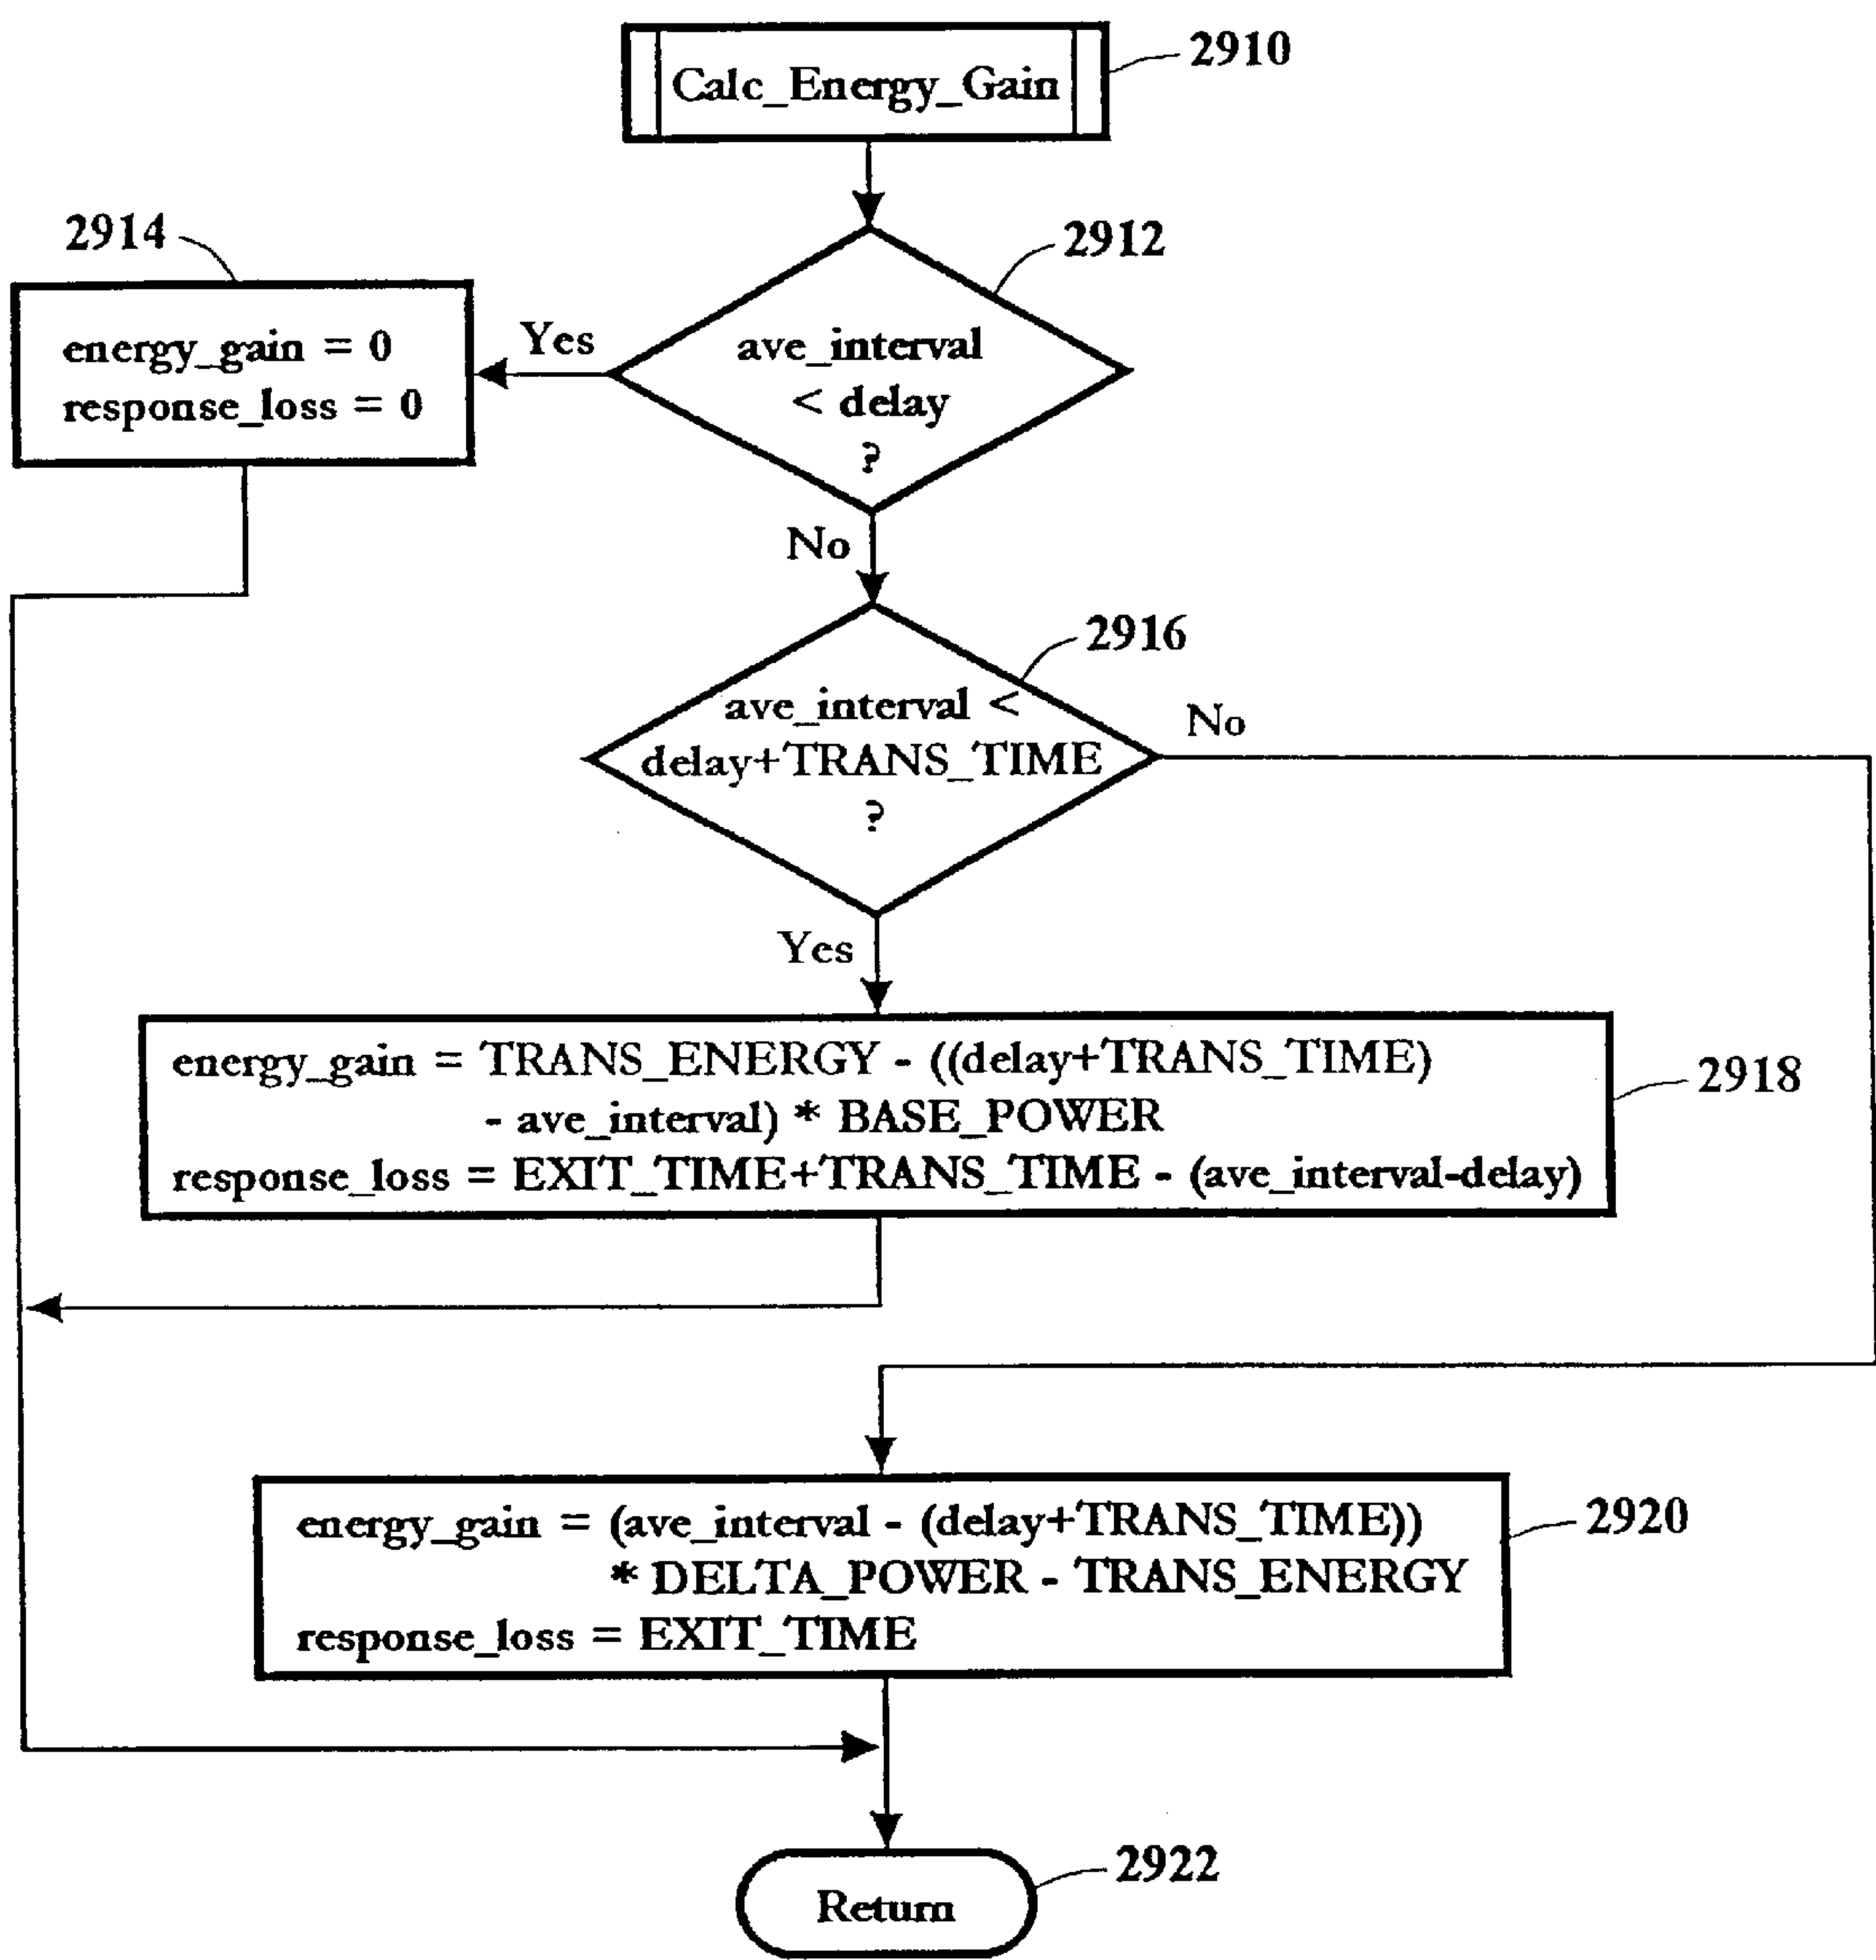 2910
Calc_Energy_Gain
2914
2912
energy_gain = 0
response_loss = 0
Yes
ave_interval
< delay
?
No
2916
ave_interval <
delay+TRANS_TIME
?
No
Yes
energy_gain = TRANS_ENERGY - ((delay+TRANS_TIME)
- ave_interval) * BASE_POWER
response_loss = EXIT_TIME+TRANS_TIME - (ave_interval-delay)
2918
energy_gain = (ave_interval - (delay+TRANS_TIME))
* DELTA_POWER - TRANS_ENERGY
response_loss = EXIT_TIME
2920
2922
Return